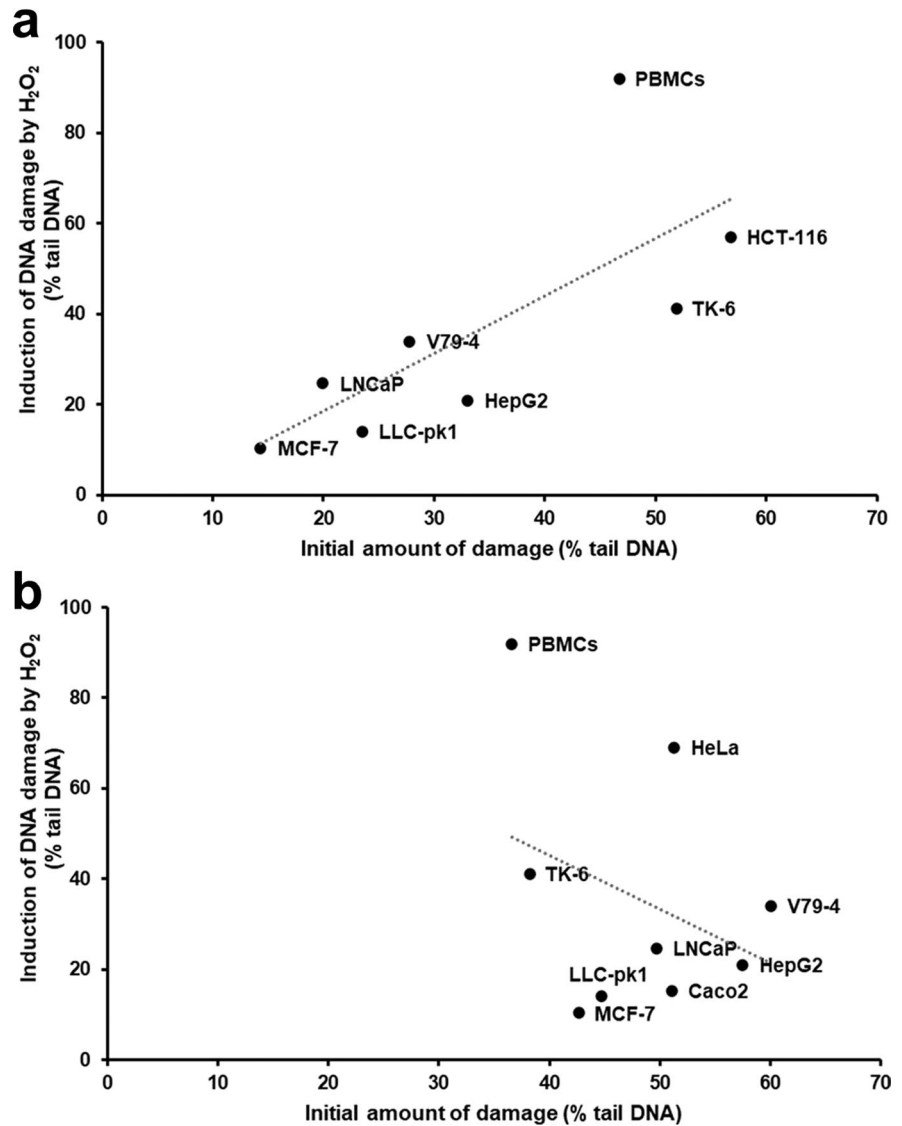 a
Induction of DNA damage by H₂O₂
(% tail DNA)
100
80
60
40
20
0
PBMCs
HCT-116
TK-6
V79-4
LNCaP
HepG2
LLC-pk1
MCF-7
0 10 20 30 40 50 60 70
Initial amount of damage (% tail DNA)
b
Induction of DNA damage by H₂O₂
(% tail DNA)
100
80
60
40
20
0
PBMCs
HeLa
TK-6
V79-4
LNCaP
HepG2
LLC-pk1
Caco2
MCF-7
0 10 20 30 40 50 60 70
Initial amount of damage (% tail DNA)